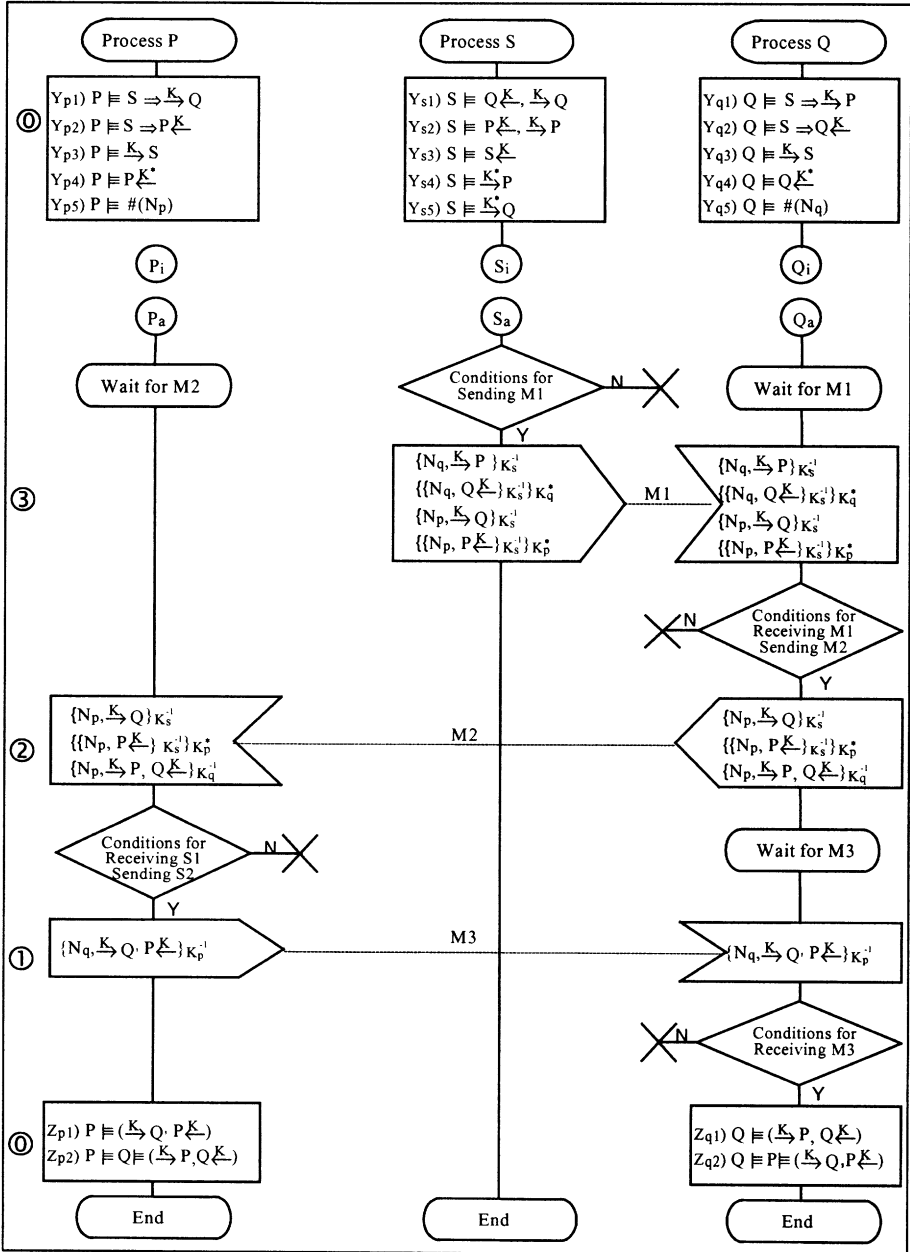 Process P
Process S
Process Q
⓪
Yp1) P ⊨ S ⇒ K→ Q
Yp2) P ⊨ S ⇒ P ←K
Yp3) P ⊨ K→ S
Yp4) P ⊨ P ←K*
Yp5) P ⊨ #(Np)
Ys1) S ⊨ Q ←K, K→ Q
Ys2) S ⊨ P ←K, K→ P
Ys3) S ⊨ S ←K
Ys4) S ⊨ K*→ P
Ys5) S ⊨ K*→ Q
Yq1) Q ⊨ S ⇒ K→ P
Yq2) Q ⊨ S ⇒ Q ←K
Yq3) Q ⊨ K→ S
Yq4) Q ⊨ Q ←K*
Yq5) Q ⊨ #(Nq)
Pi
Si
Qi
Pa
Sa
Qa
Wait for M2
Conditions for
Sending M1
N
Y
Wait for M1
③
{Nq, K→ P }Ks⁻¹
{{Nq, Q ←K}Ks⁻¹}Kq*
{Np, K→ Q}Ks⁻¹
{{Np, P ←K}Ks⁻¹}Kp*
M1
{Nq, K→ P}Ks⁻¹
{{Nq, Q ←K}Ks⁻¹}Kq*
{Np, K→ Q}Ks⁻¹
{{Np, P ←K}Ks⁻¹}Kp*
Conditions for
Receiving M1
Sending M2
N
Y
②
{Np, K→ Q}Ks⁻¹
{{Np, P ←K} Ks⁻¹}Kp*
{Np, K→ P, Q ←K}Kq⁻¹
M2
{Np, K→ Q}Ks⁻¹
{{Np, P ←K}Ks⁻¹}Kp*
{Np, K→ P, Q ←K}Kq⁻¹
Conditions for
Receiving S1
Sending S2
N
Y
Wait for M3
①
{Nq, K→ Q, P ←K}Kp⁻¹
M3
{Nq, K→ Q, P ←K}Kp⁻¹
Conditions for
Receiving M3
N
Y
⓪
Zp1) P ⊨ (K→ Q, P ←K)
Zp2) P ⊨ Q ⊨ (K→ P, Q ←K)
Zq1) Q ⊨ (K→ P, Q ←K)
Zq2) Q ⊨ P ⊨ (K→ Q, P ←K)
End
End
End